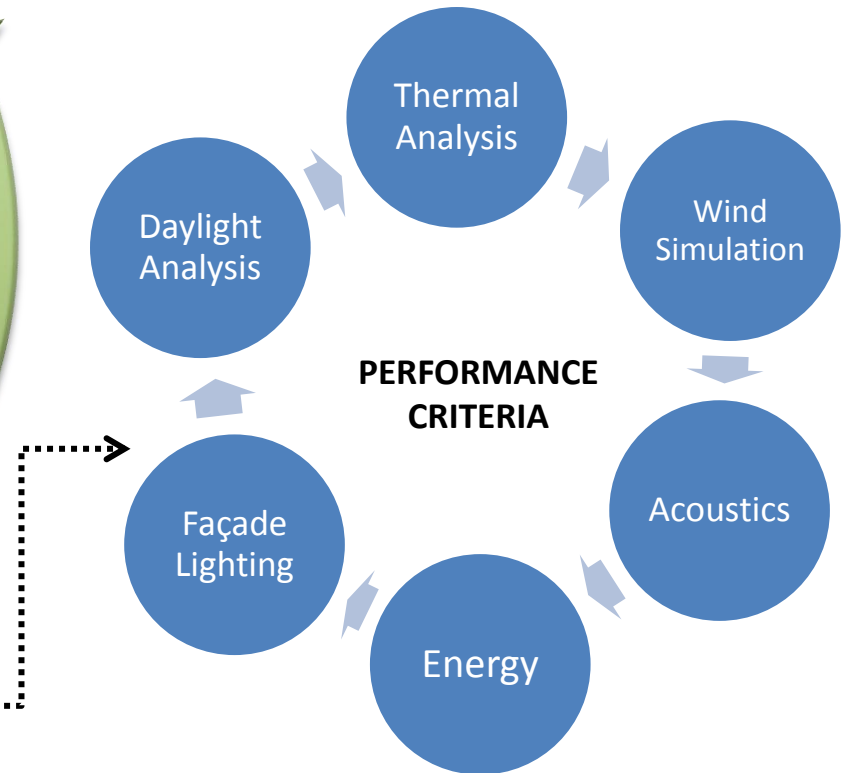 Thermal
Analysis
Wind
Simulation
Daylight
Analysis
PERFORMANCE
CRITERIA
Acoustics
Façade
Lighting
Energy